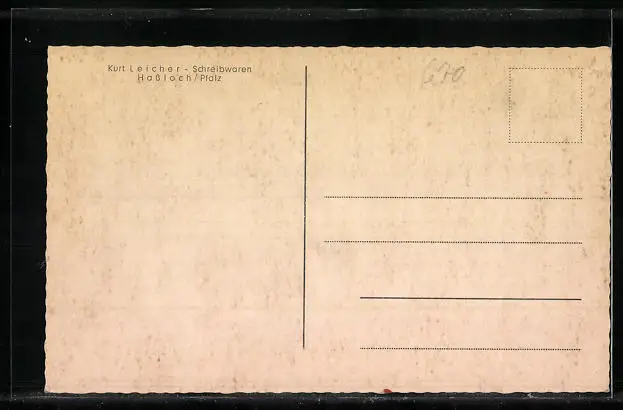 Kurt Leicher - Schreibwaren
Haßloch/Pfalz